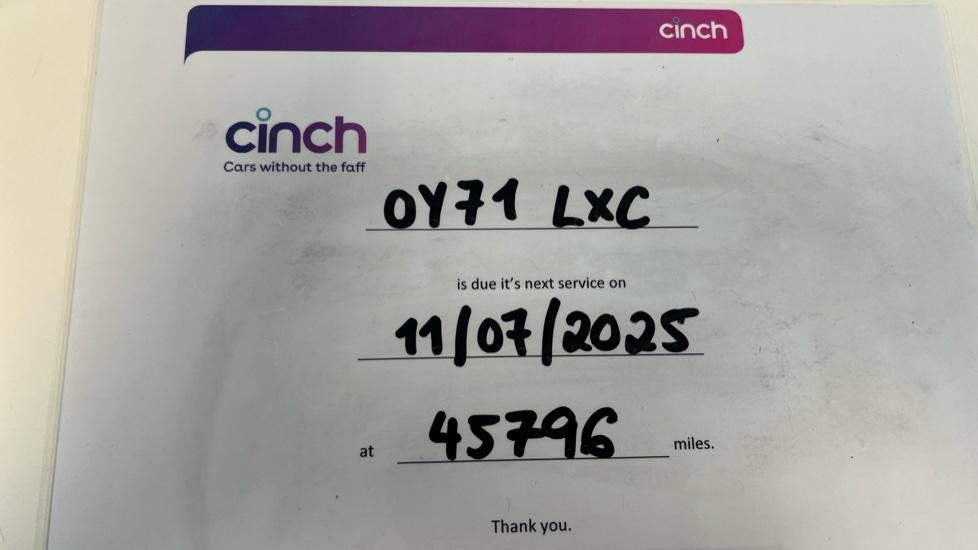 cinch
cinch
Cars without the faff
OY71 LXC
is due it's next service on
11/07/2025
at 45796 miles.
Thank you.